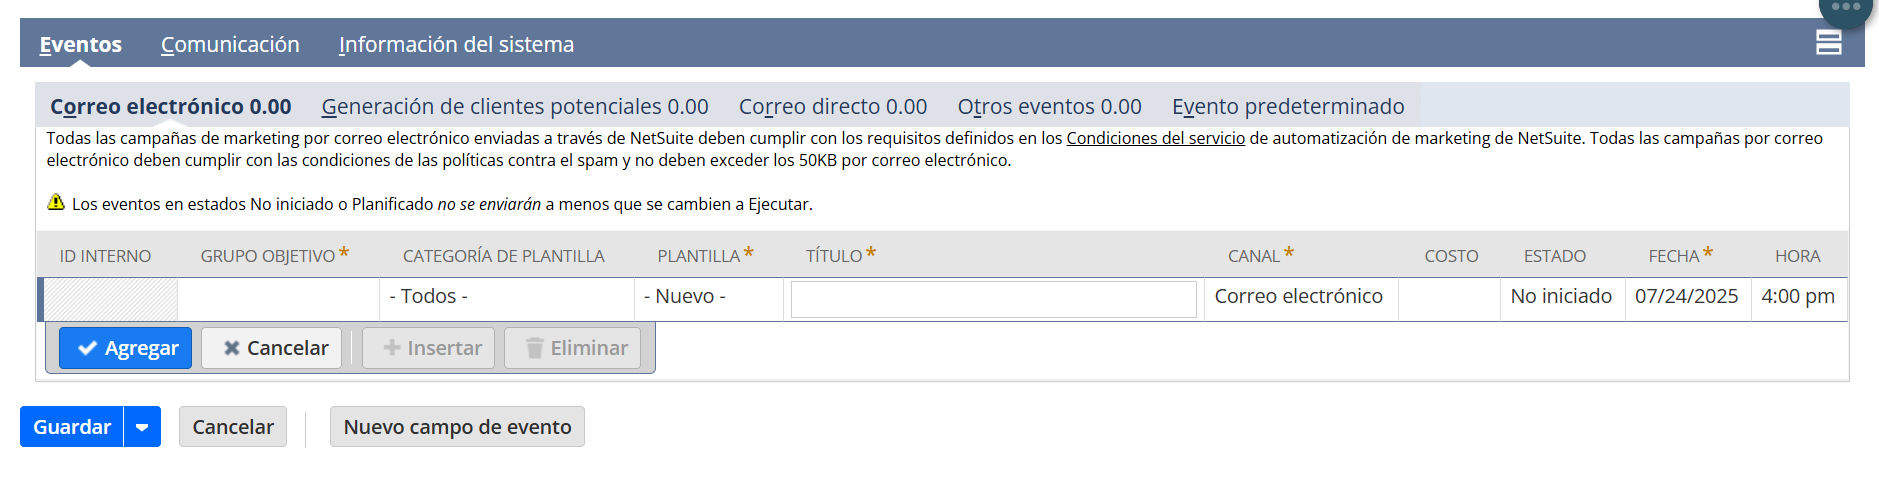 Eventos Comunicación Información del sistema
Correo electrónico 0.00 Generación de clientes potenciales 0.00 Correo directo 0.00 Otros eventos 0.00 Evento predeterminado
Todas las campañas de marketing por correo electrónico enviadas a través de NetSuite deben cumplir con los requisitos definidos en los Condiciones del servicio de automatización de marketing de NetSuite. Todas las campañas por correo
electrónico deben cumplir con las condiciones de las políticas contra el spam y no deben exceder los 50KB por correo electrónico.
Los eventos en estados No iniciado o Planificado no se enviarán a menos que se cambien a Ejecutar.
ID INTERNO GRUPO OBJETIVO* CATEGORÍA DE PLANTILLA PLANTILLA* TÍTULO* CANAL* COSTO ESTADO FECHA* HORA
- Todos - - Nuevo - Correo electrónico No iniciado 07/24/2025 4:00 pm
Agregar Cancelar Insertar Eliminar
Guardar Cancelar Nuevo campo de evento